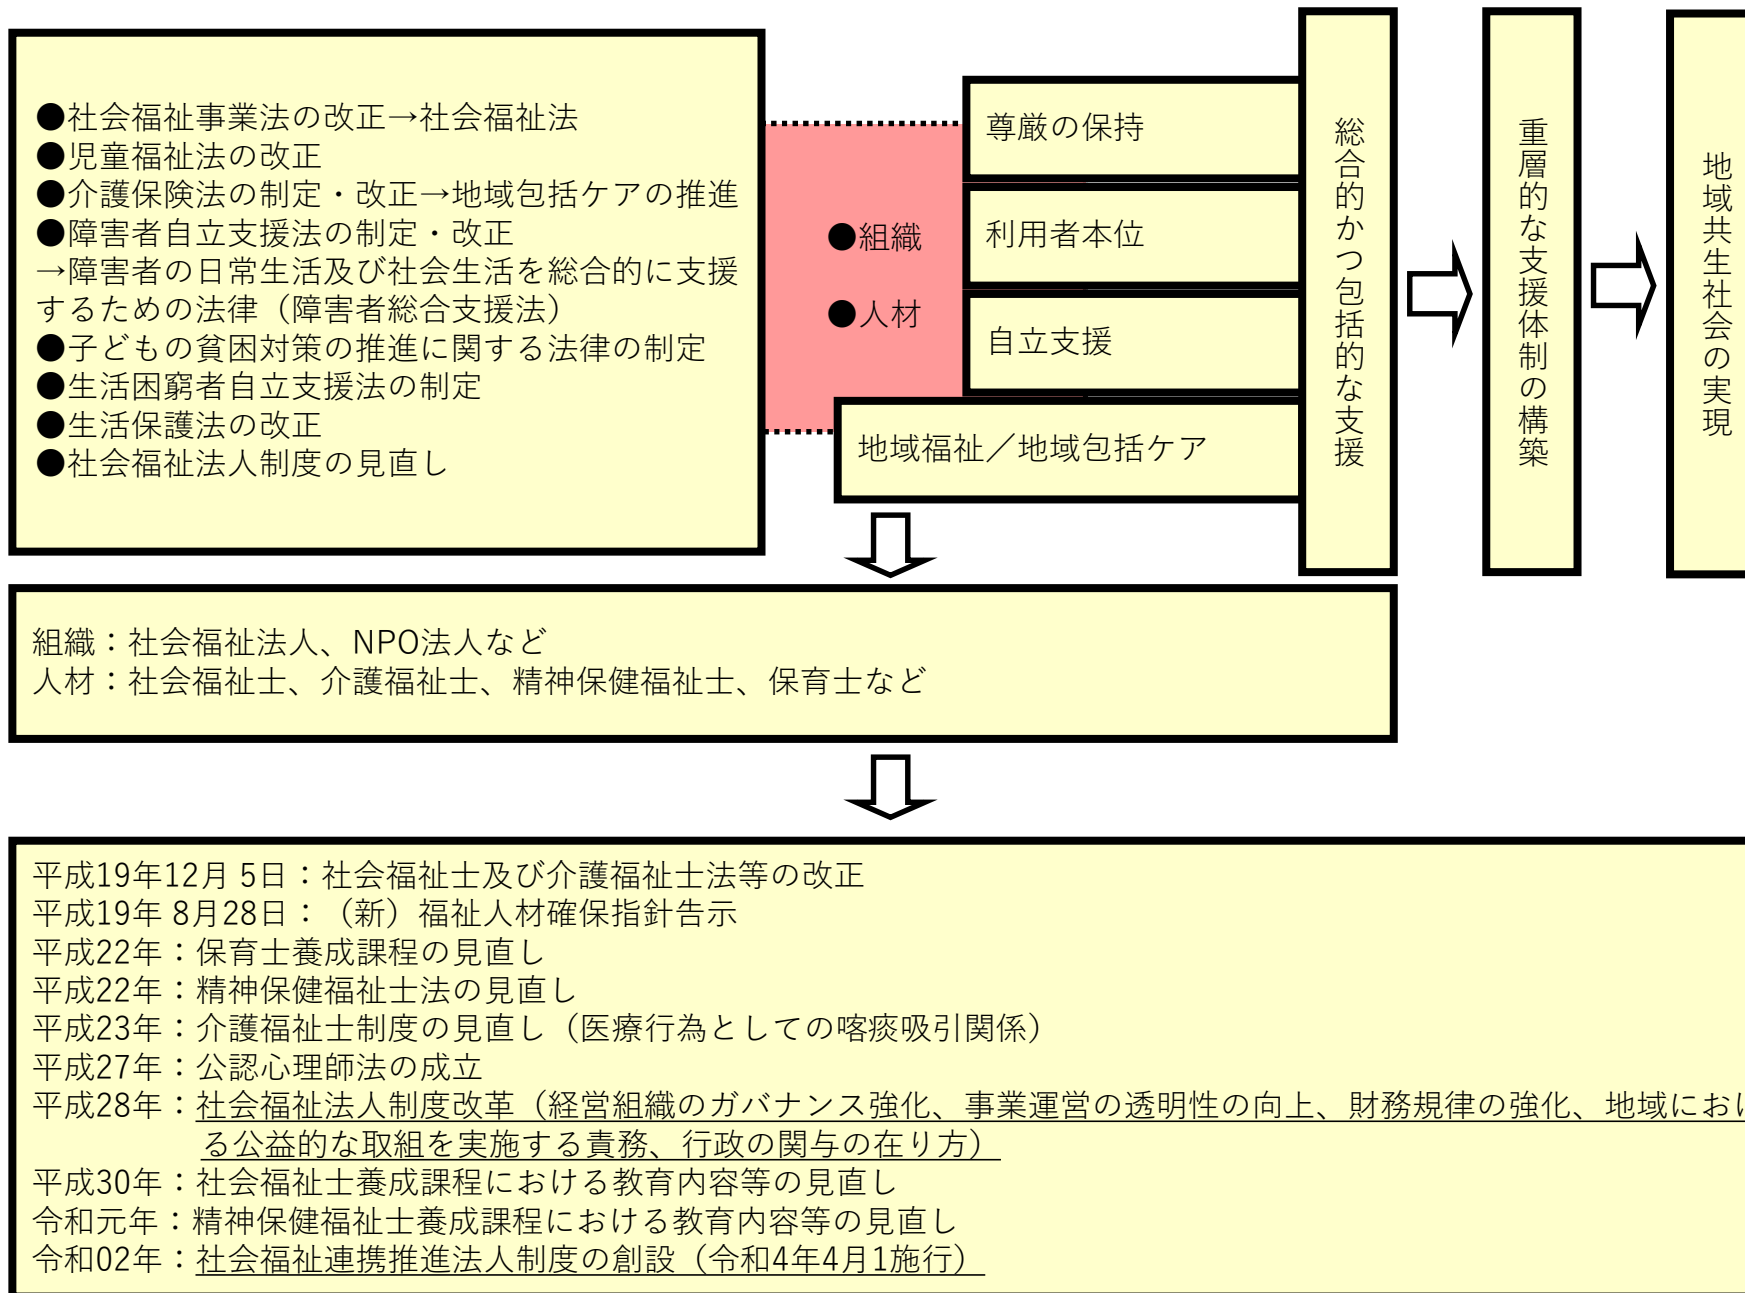 ●社会福祉事業法の改正→社会福祉法
●児童福祉法の改正
●介護保険法の制定・改正→地域包括ケアの推進
●障害者自立支援法の制定・改正
→障害者の日常生活及び社会生活を総合的に支援
するための法律（障害者総合支援法）
●子どもの貧困対策の推進に関する法律の制定
●生活困窮者自立支援法の制定
●生活保護法の改正
●社会福祉法人制度の見直し
●組織
●人材
尊厳の保持
利用者本位
自立支援
地域福祉／地域包括ケア
総合的かつ包括的な支援
重層的な支援体制の構築
地域共生社会の実現
組織：社会福祉法人、NPO法人など
人材：社会福祉士、介護福祉士、精神保健福祉士、保育士など
平成19年12月 5日：社会福祉士及び介護福祉士法等の改正
平成19年 8月28日：（新）福祉人材確保指針告示
平成22年：保育士養成課程の見直し
平成22年：精神保健福祉士法の見直し
平成23年：介護福祉士制度の見直し（医療行為としての喀痰吸引関係）
平成27年：公認心理師法の成立
平成28年：社会福祉法人制度改革（経営組織のガバナンス強化、事業運営の透明性の向上、財務規律の強化、地域におけ
る公益的な取組を実施する責務、行政の関与の在り方）
平成30年：社会福祉士養成課程における教育内容等の見直し
令和元年：精神保健福祉士養成課程における教育内容等の見直し
令和02年：社会福祉連携推進法人制度の創設（令和4年4月1施行）